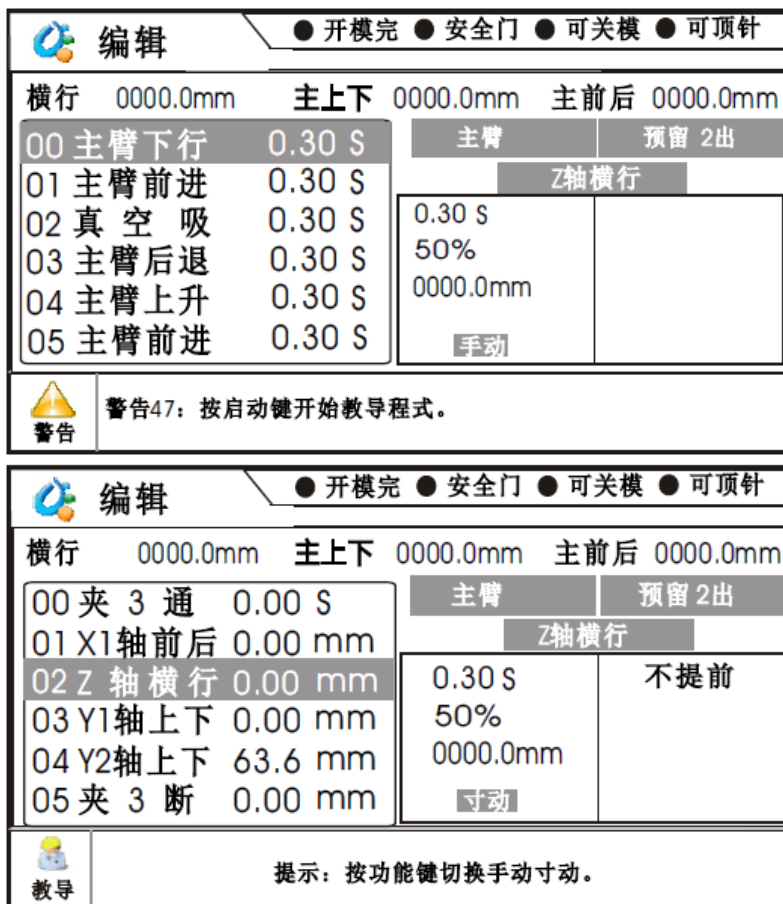 编辑 ● 开模完 ● 安全门 ● 可关模 ● 可顶针
横行 0000.0mm 主上下 0000.0mm 主前后 0000.0mm
00 主臂下行 0.30 S
01 主臂前进 0.30 S
02 真 空 吸 0.30 S
03 主臂后退 0.30 S
04 主臂上升 0.30 S
05 主臂前进 0.30 S
主臂 预留 2出
Z轴横行
0.30 S
50%
0000.0mm
手动
警告
警告47：按启动键开始教导程式。
编辑 ● 开模完 ● 安全门 ● 可关模 ● 可顶针
横行 0000.0mm 主上下 0000.0mm 主前后 0000.0mm
00 夹 3 通 0.00 S
01 X1轴前后 0.00 mm
02 Z 轴 横 行 0.00 mm
03 Y1轴上下 0.00 mm
04 Y2轴上下 63.6 mm
05 夹 3 断 0.00 mm
主臂 预留 2出
Z轴横行
0.30 S 不提前
50%
0000.0mm
寸动
教导
提示：按功能键切换手动寸动。